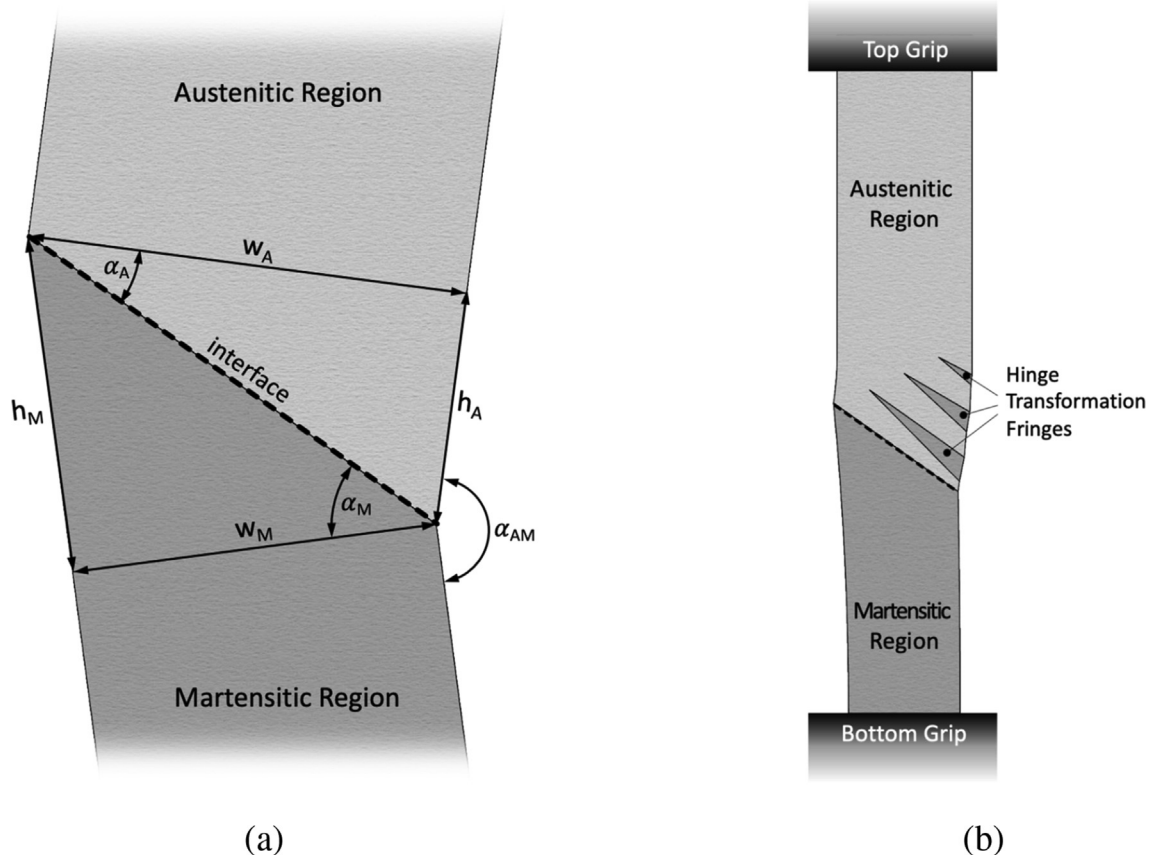 Austenitic Region
w_A
α_A
interface
h_M
h_A
α_M
w_M
α_AM
Martensitic Region
(a)
Top Grip
Austenitic
Region
Hinge
Transformation
Fringes
Martensitic
Region
Bottom Grip
(b)